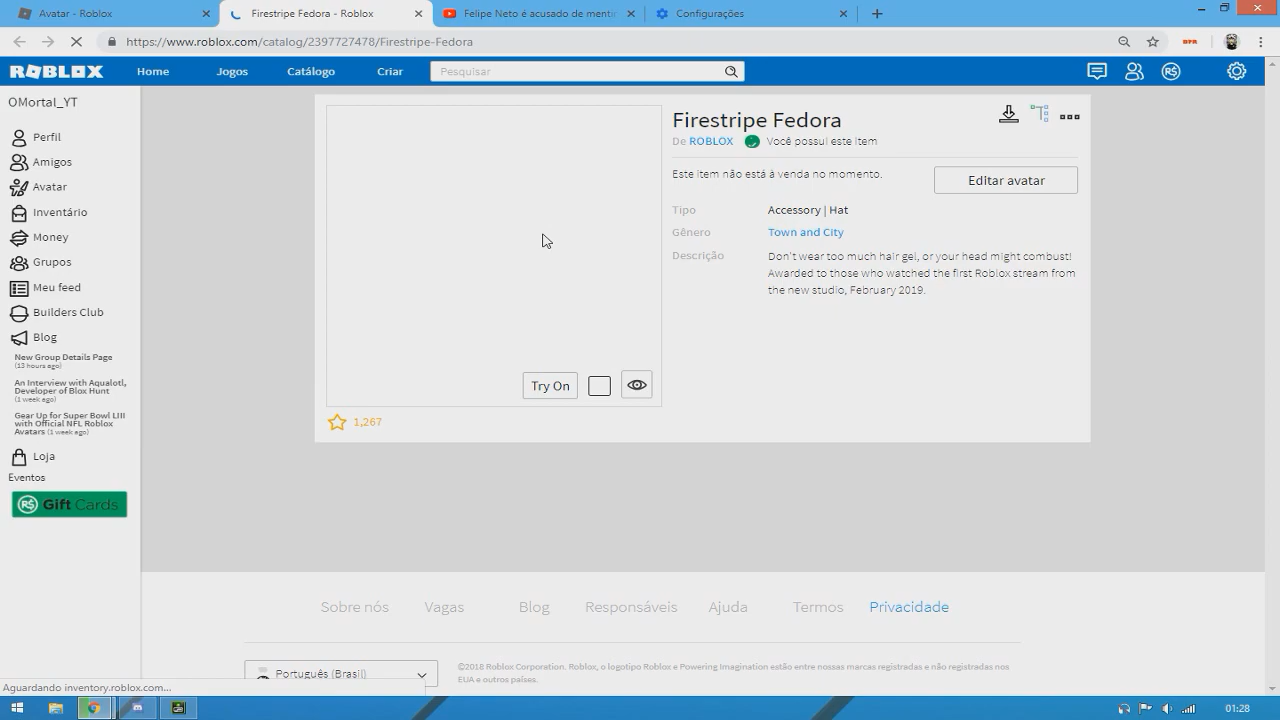 Avatar - Roblox
Firestripe Fedora - Roblox
Felipe Neto é acusado de mentir
Configurações
https://www.roblox.com/catalog/2397727478/Firestripe-Fedora
ROBLOX
Home
Jogos
Catálogo
Criar
Pesquisar
OMortal_YT
Perfil
Amigos
Avatar
Inventário
Money
Grupos
Meu feed
Builders Club
Blog
New Group Details Page
(13 hours ago)
An Interview with Aqualotl,
Developer of Blox Hunt
(1 week ago)
Gear Up for Super Bowl LIII
with Official NFL Roblox
Avatars (1 week ago)
Loja
Eventos
R$ Gift Cards
Firestripe Fedora
De ROBLOX Você possui este item
Este item não está à venda no momento.
Editar avatar
Tipo Accessory | Hat
Gênero Town and City
Descrição Don't wear too much hair gel, or your head might combust!
Awarded to those who watched the first Roblox stream from
the new studio, February 2019.
Try On
1,267
Sobre nós Vagas Blog Responsáveis Ajuda Termos Privacidade
Português (Brasil)
©2018 Roblox Corporation. Roblox, o logotipo Roblox e Powering Imagination estão entre nossas marcas registradas e não registradas nos
EUA e outros países.
Aguardando inventory.roblox.com...
01:28